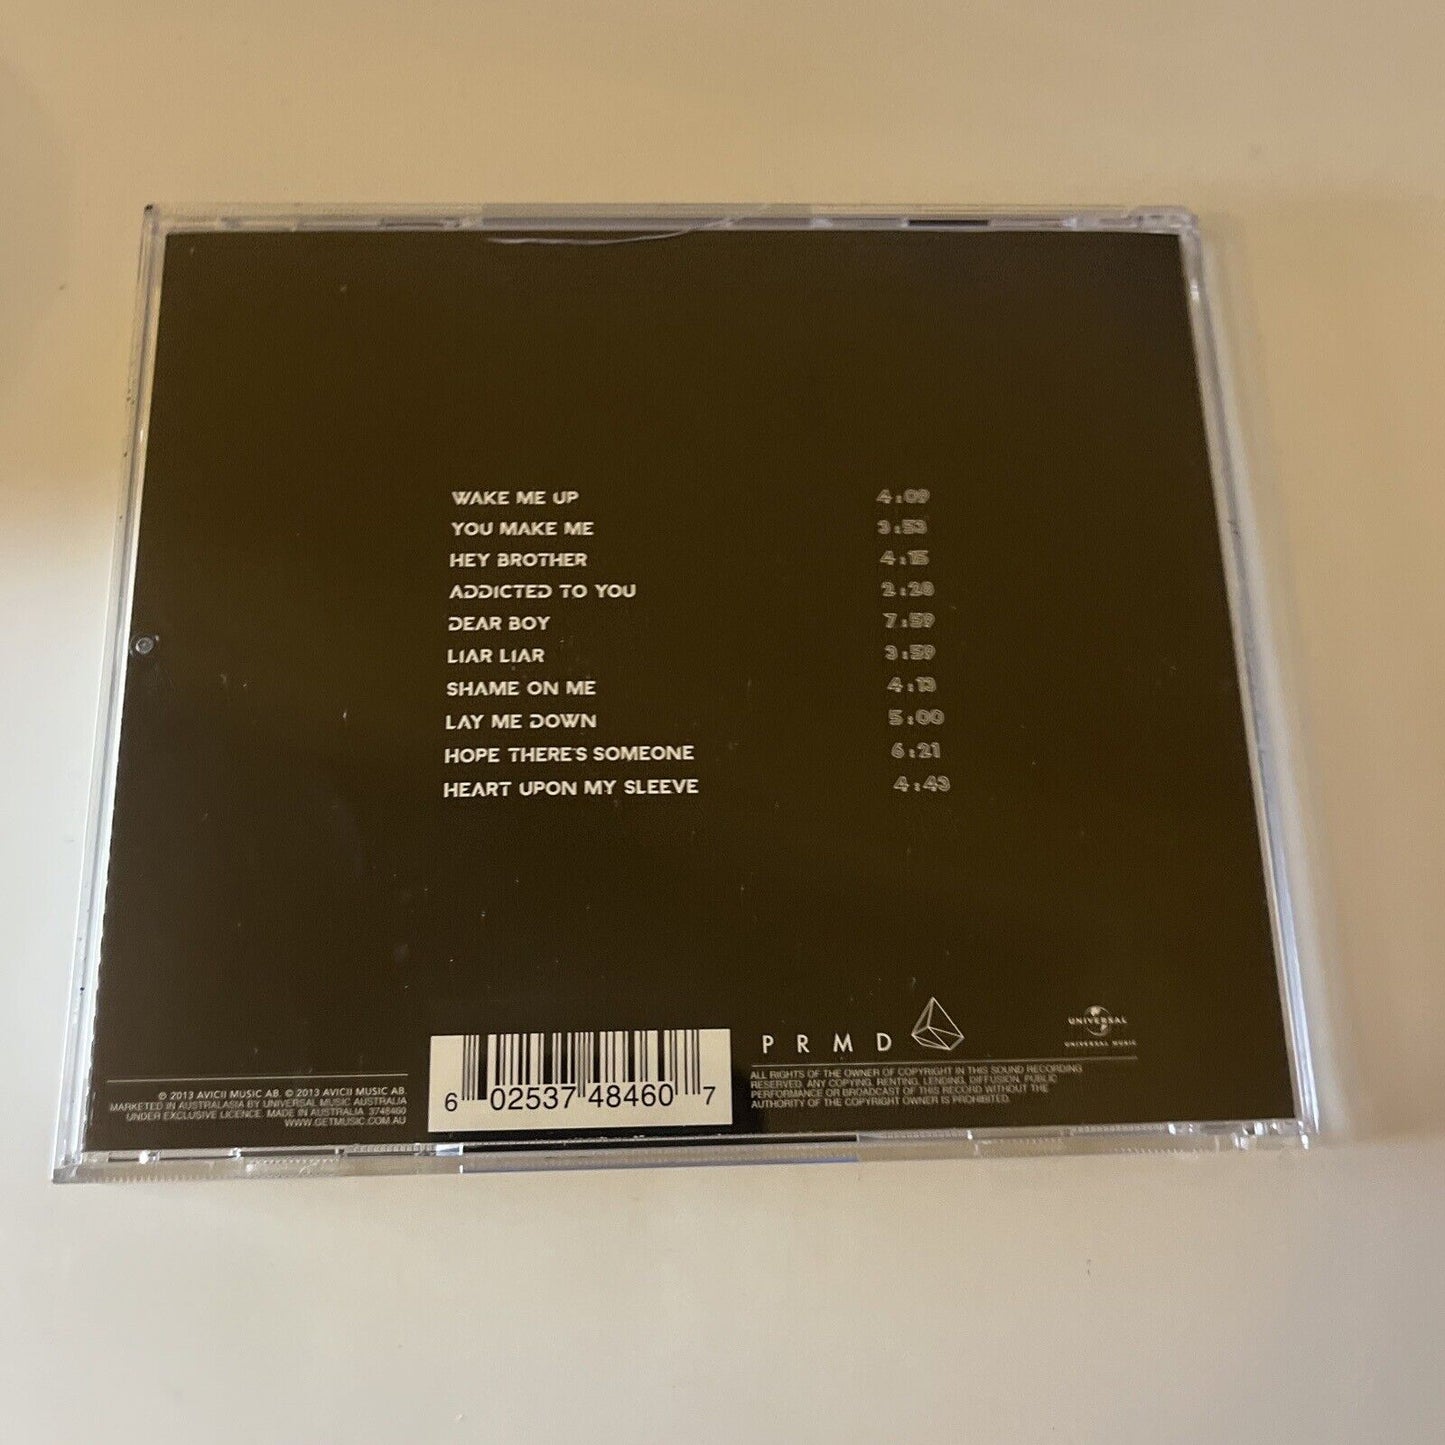 WAKE ME UP 4:09
YOU MAKE ME 3:53
HEY BROTHER 4:15
ADDICTED TO YOU 2:28
DEAR BOY 7:59
LIAR LIAR 3:59
SHAME ON ME 4:13
LAY ME DOWN 5:00
HOPE THERE'S SOMEONE 6:21
HEART UPON MY SLEEVE 4:43
℗ 2013 AVICII MUSIC AB. © 2013 AVICII MUSIC AB.
MARKETED IN AUSTRALASIA BY UNIVERSAL MUSIC AUSTRALIA
UNDER EXCLUSIVE LICENCE. MADE IN AUSTRALIA 3748460
WWW.GETMUSIC.COM.AU
6 02537 48460 7
PRMD
ALL RIGHTS OF THE OWNER OF COPYRIGHT IN THIS SOUND RECORDING
RESERVED. ANY COPYING, RENTING, LENDING, DIFFUSION, PUBLIC
PERFORMANCE OR BROADCAST OF THIS RECORD WITHOUT THE
AUTHORITY OF THE COPYRIGHT OWNER IS PROHIBITED.
UNIVERSAL
UNIVERSAL MUSIC